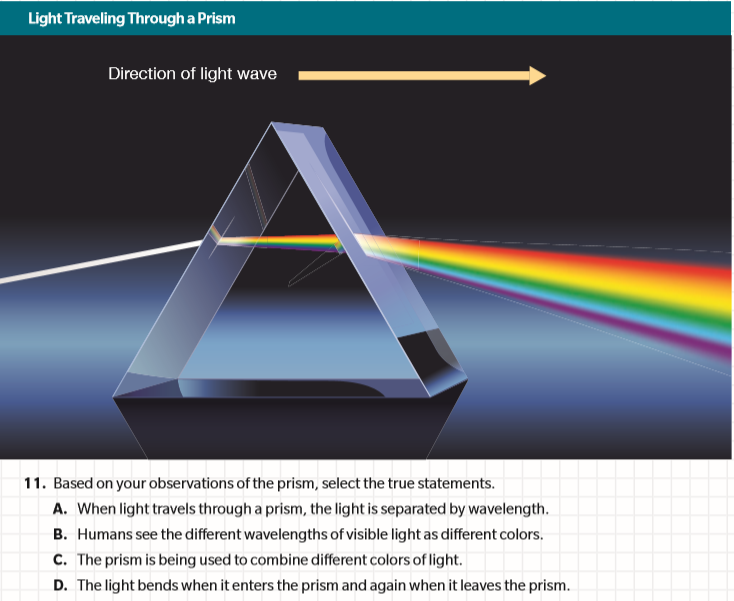 Light Traveling Through a Prism
Direction of light wave
11. Based on your observations of the prism, select the true statements.
A. When light travels through a prism, the light is separated by wavelength.
B. Humans see the different wavelengths of visible light as different colors.
C. The prism is being used to combine different colors of light.
D. The light bends when it enters the prism and again when it leaves the prism.